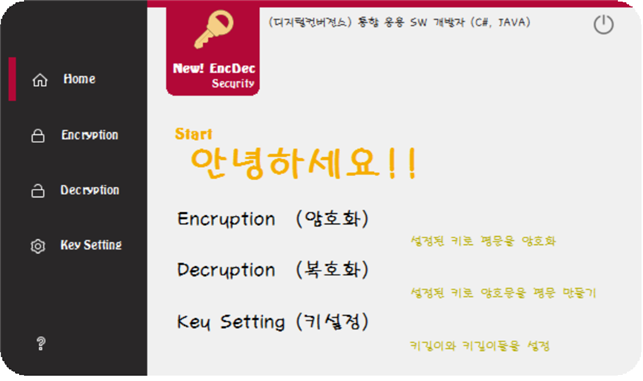 (디지털컨버전스) 통합 응용 SW 개발자 (C#, JAVA)
New! EncDec
Security
Home
Encryption
Decryption
Key Setting
?
Start
안녕하세요!!
Encryption (암호화)
설정된 키로 평문을 암호화
Decryption (복호화)
설정된 키로 암호문을 평문 만들기
Key Setting (키설정)
키길이와 키길이들을 설정